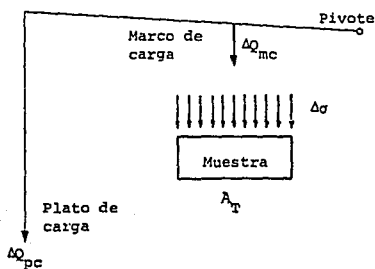 Pivote
Marco de
carga
ΔQmc
Δσ
Muestra
AT
Plato de
carga
ΔQpc